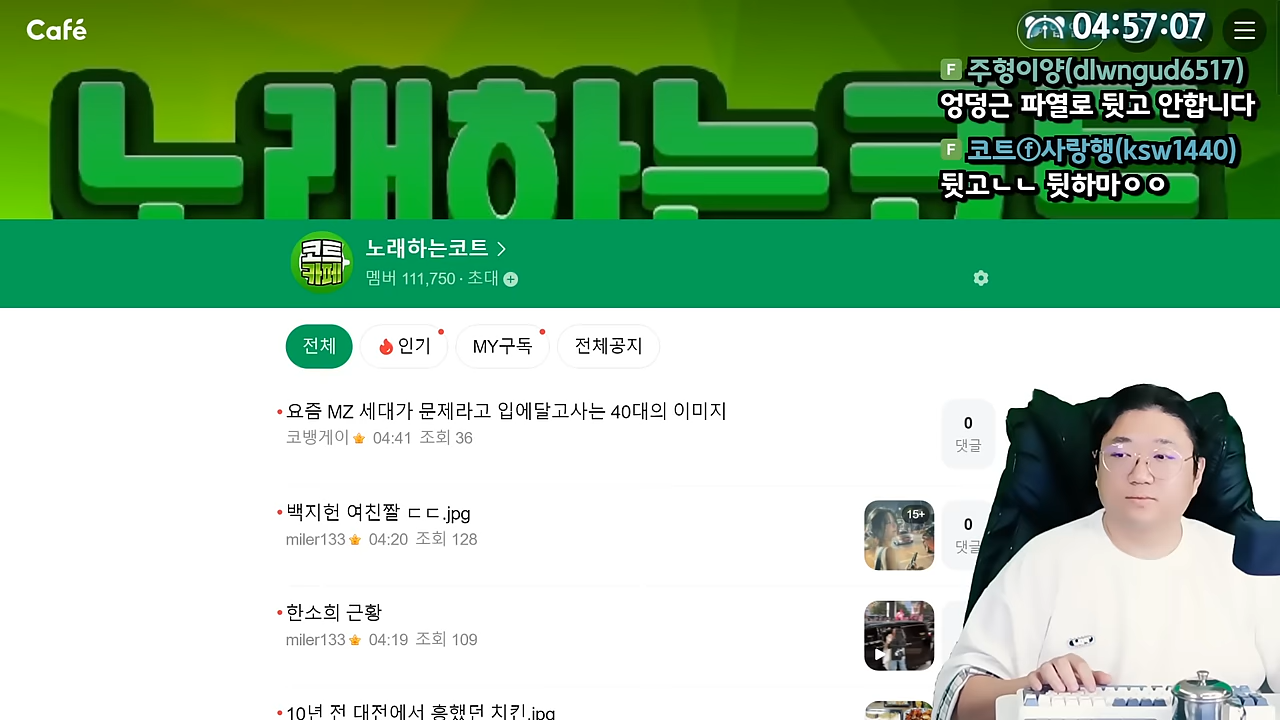 Café
04:57:07
노래하는코트
F 주형이양(dlwngud6517)
엉덩근 파열로 뒷고 안합니다
F 코트ⓕ사랑행(ksw1440)
뒷고ㄴㄴ 뒷하마ㅇㅇ
코트
카페
노래하는코트 >
멤버 111,750 · 초대
전체
인기
MY구독
전체공지
요즘 MZ 세대가 문제라고 입에달고사는 40대의 이미지
코뱅게이 04:41 조회 36
0
댓글
백지헌 여친짤 ㄷㄷ.jpg
miler133 04:20 조회 128
15+
0
댓글
한소희 근황
miler133 04:19 조회 109
10년 전 대전에서 흥했던 치킨.jpg